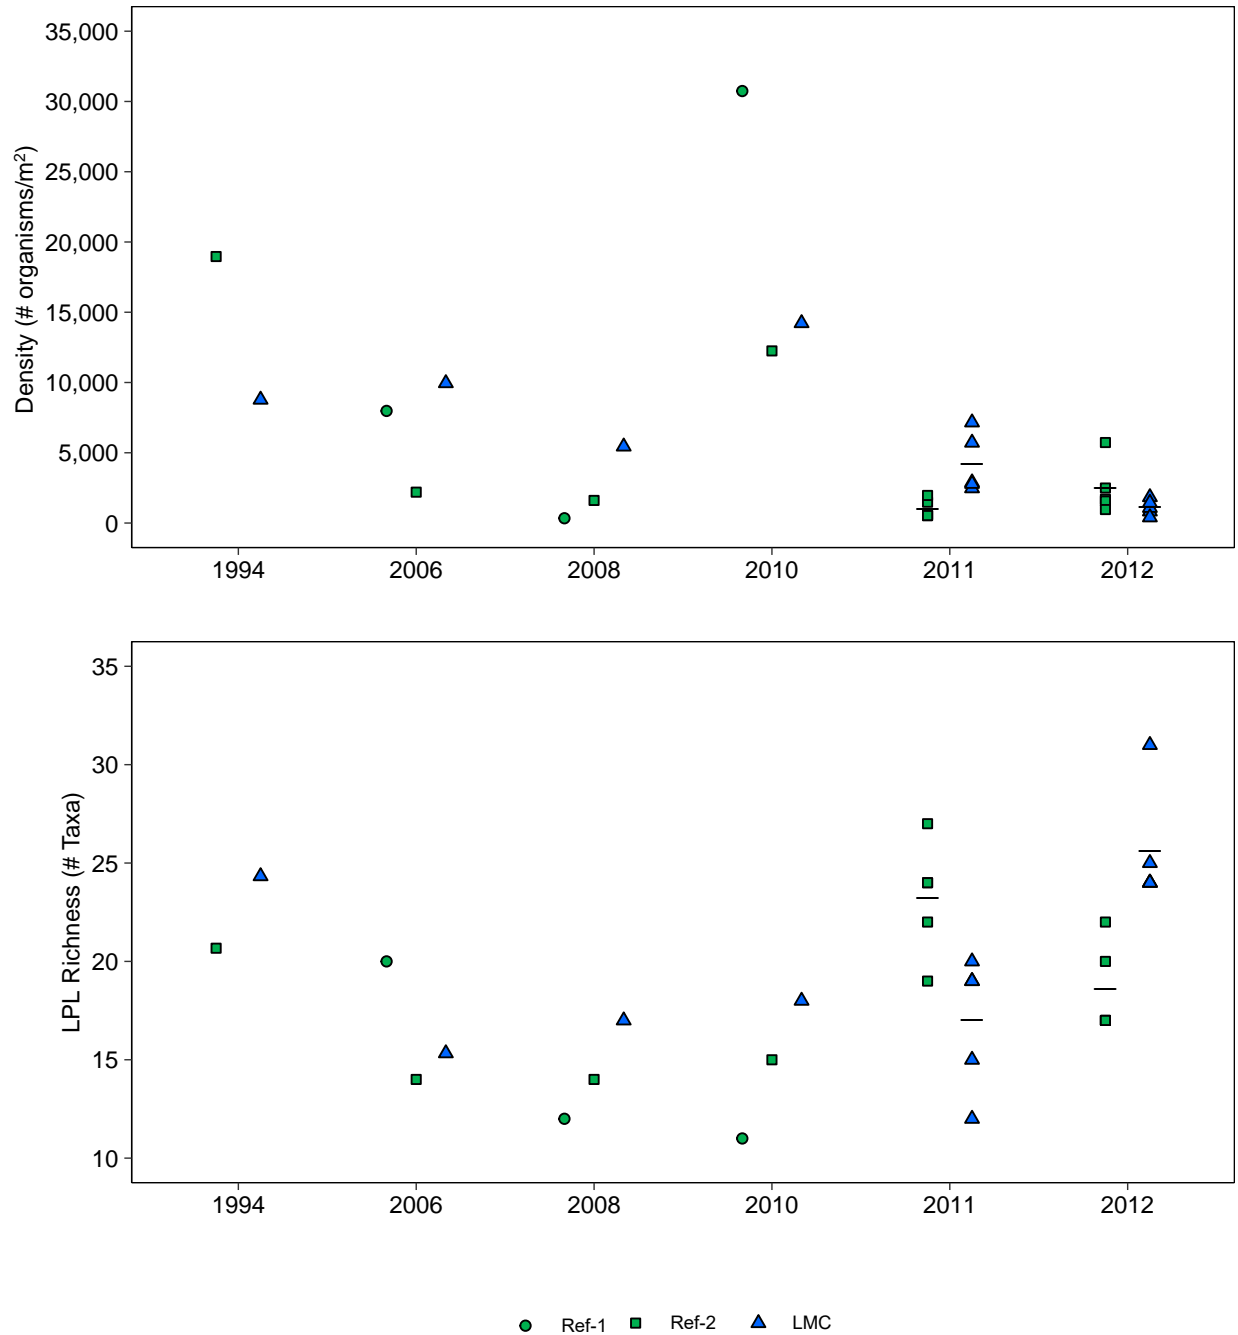 Density (# organisms/m²)
35,000
30,000
25,000
20,000
15,000
10,000
5,000
0
1994 2006 2008 2010 2011 2012
LPL Richness (# Taxa)
35
30
25
20
15
10
1994 2006 2008 2010 2011 2012
Ref-1 Ref-2 LMC